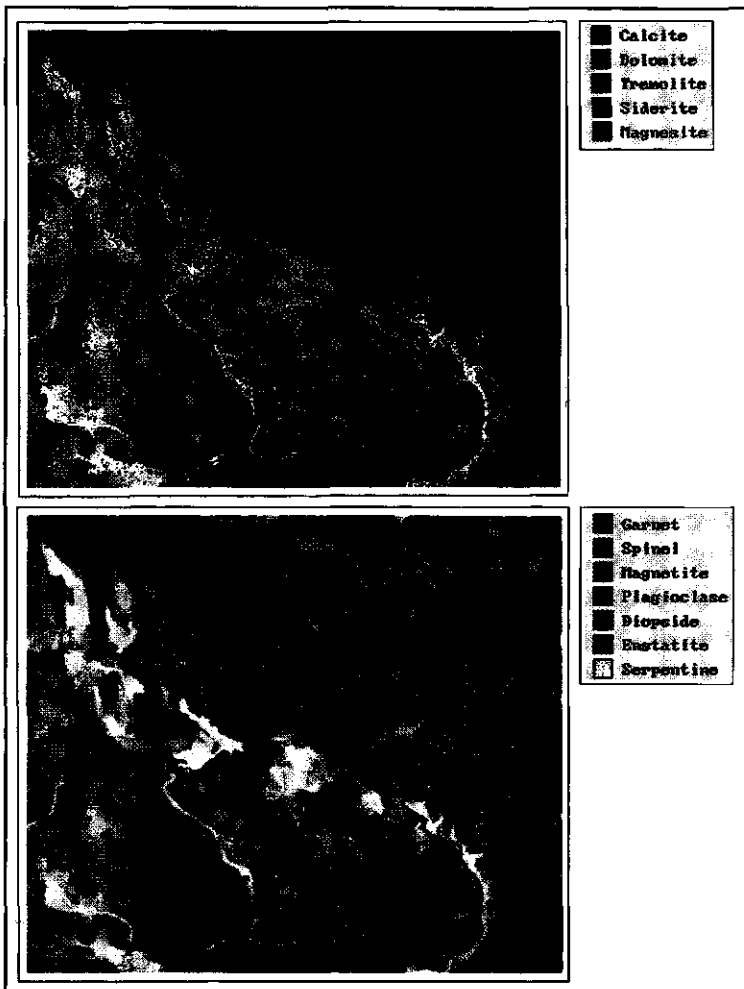 Calcite
Dolomite
Tremolite
Siderite
Magnesite
Garnet
Spinel
Magnetite
Plagioclase
Diopside
Enstatite
Serpentine